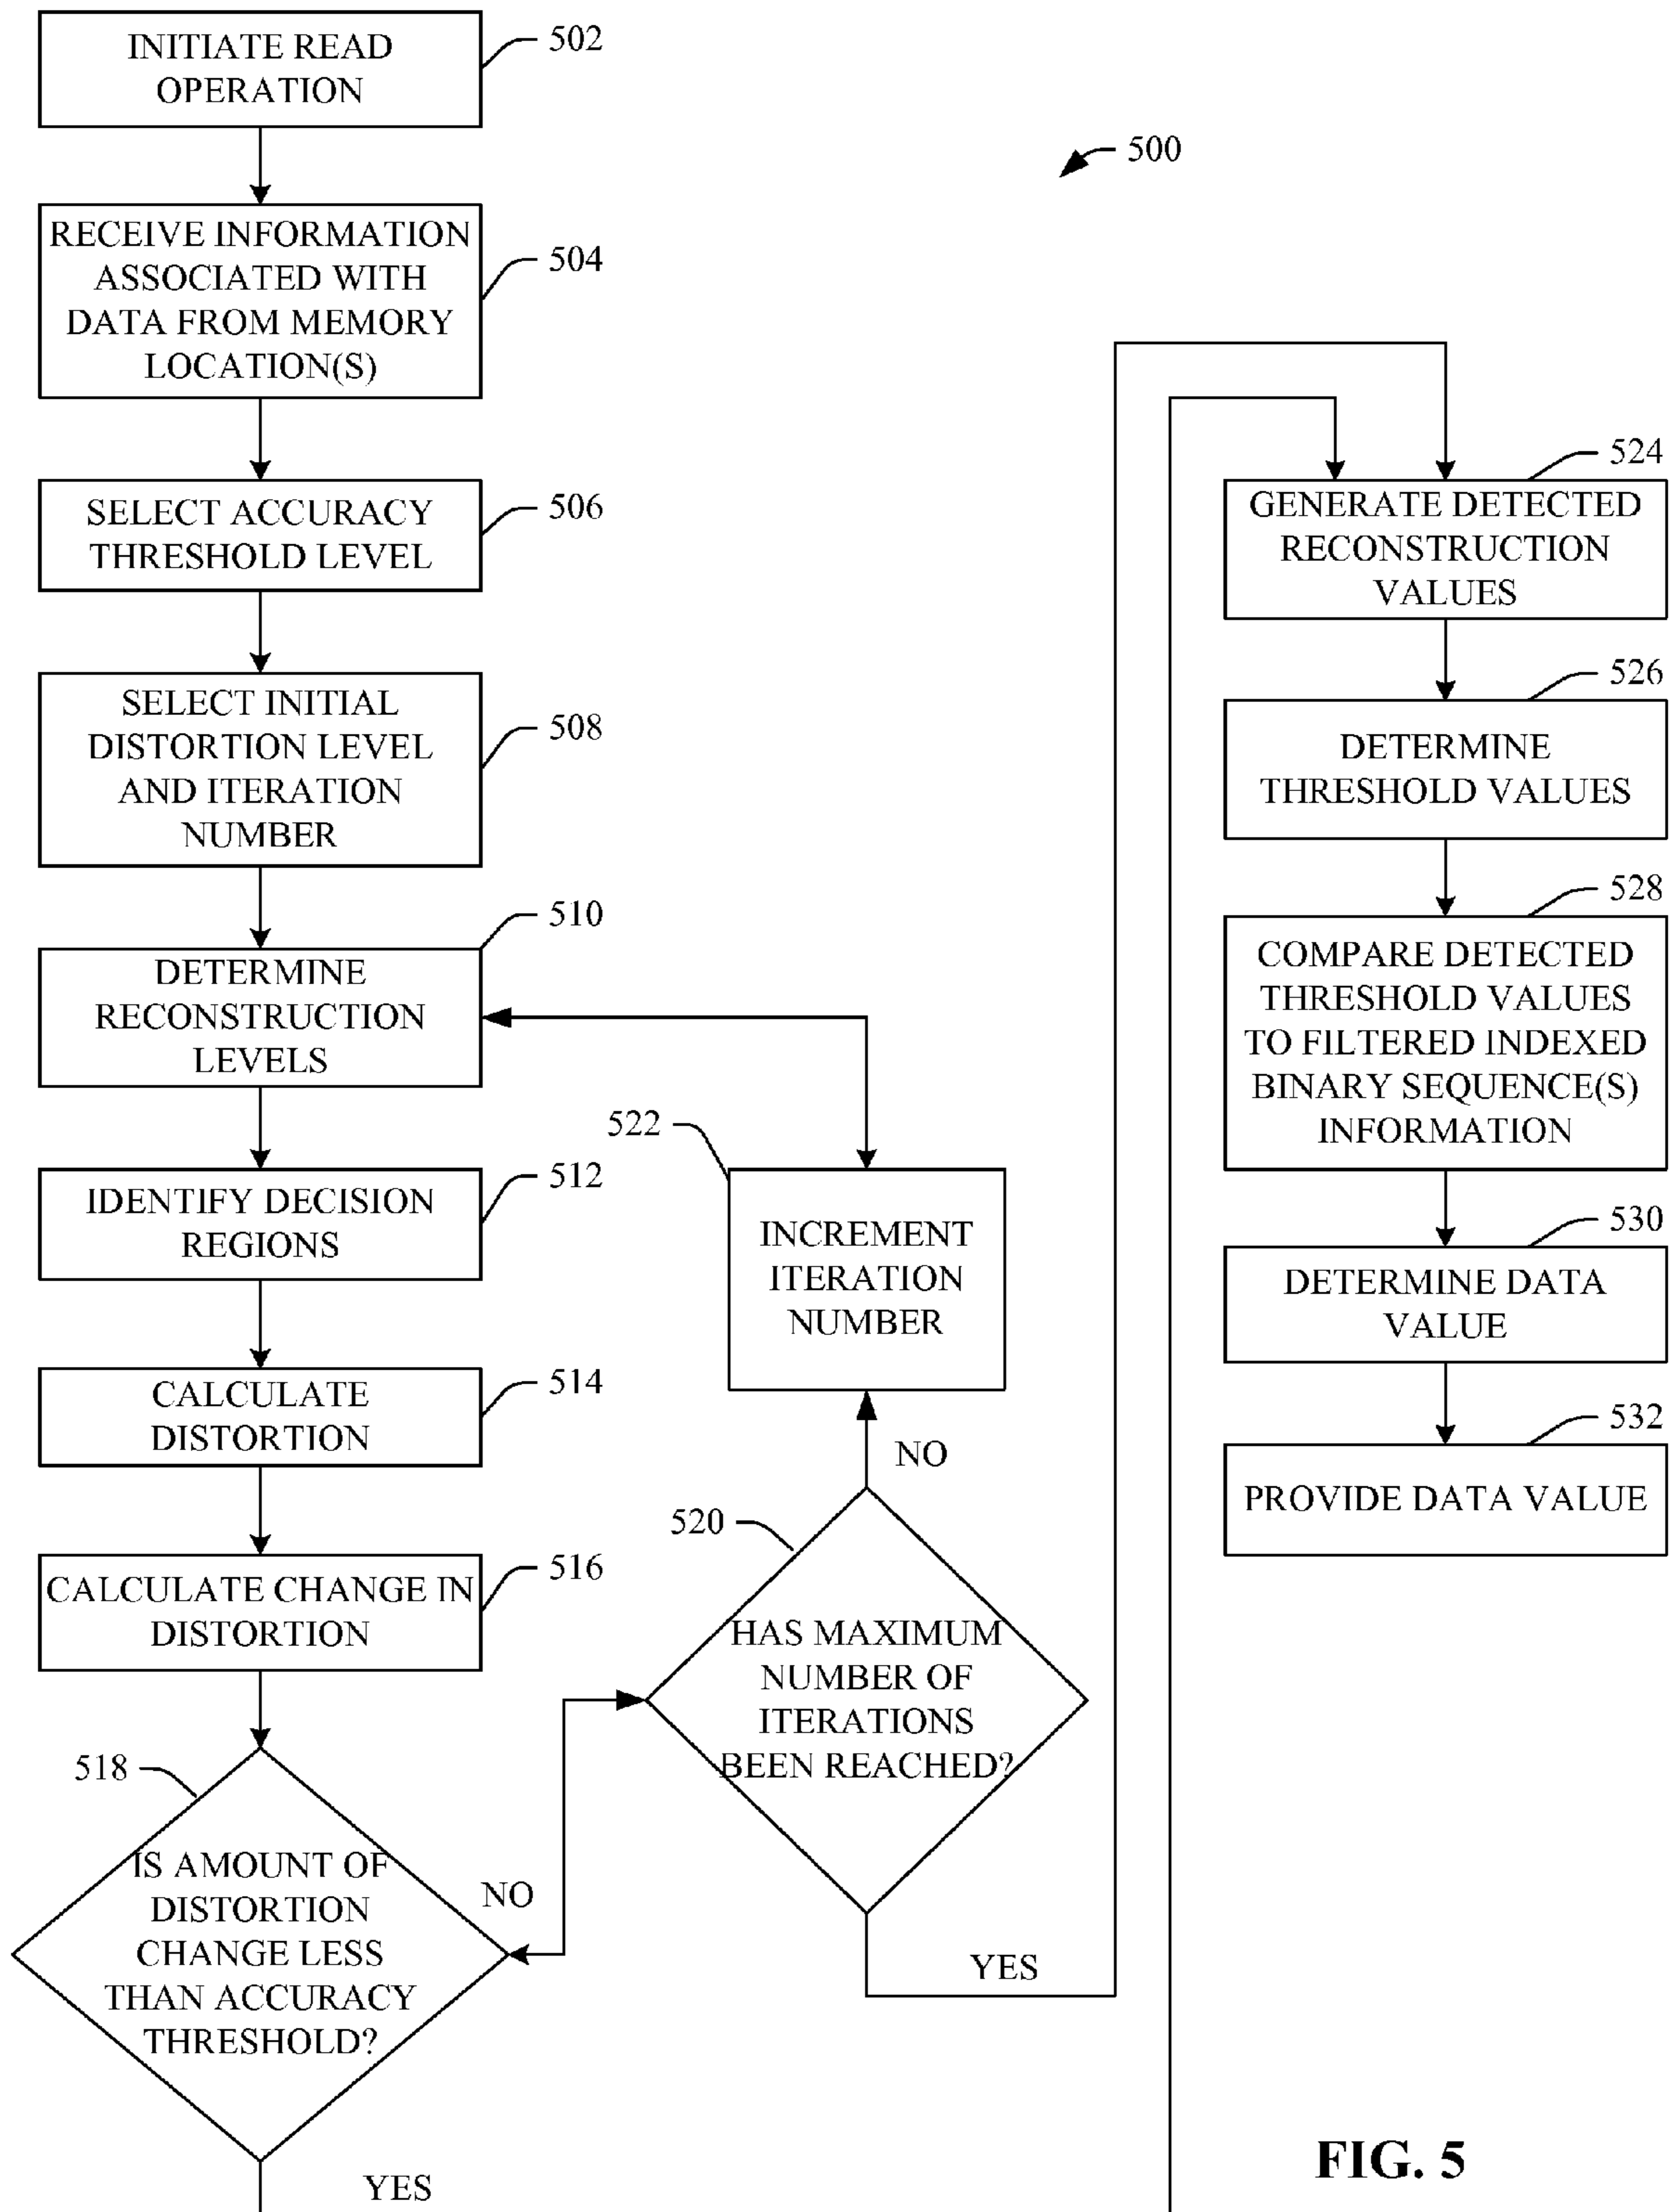 INITIATE READ
OPERATION
502
500
RECEIVE INFORMATION
ASSOCIATED WITH
DATA FROM MEMORY
LOCATION(S)
504
SELECT ACCURACY
THRESHOLD LEVEL
506
SELECT INITIAL
DISTORTION LEVEL
AND ITERATION
NUMBER
508
DETERMINE
RECONSTRUCTION
LEVELS
510
IDENTIFY DECISION
REGIONS
512
CALCULATE
DISTORTION
514
CALCULATE CHANGE IN
DISTORTION
516
518
IS AMOUNT OF
DISTORTION
CHANGE LESS
THAN ACCURACY
THRESHOLD?
NO
YES
520
HAS MAXIMUM
NUMBER OF
ITERATIONS
BEEN REACHED?
NO
YES
522
INCREMENT
ITERATION
NUMBER
524
GENERATE DETECTED
RECONSTRUCTION
VALUES
526
DETERMINE
THRESHOLD VALUES
528
COMPARE DETECTED
THRESHOLD VALUES
TO FILTERED INDEXED
BINARY SEQUENCE(S)
INFORMATION
530
DETERMINE DATA
VALUE
532
PROVIDE DATA VALUE
FIG. 5